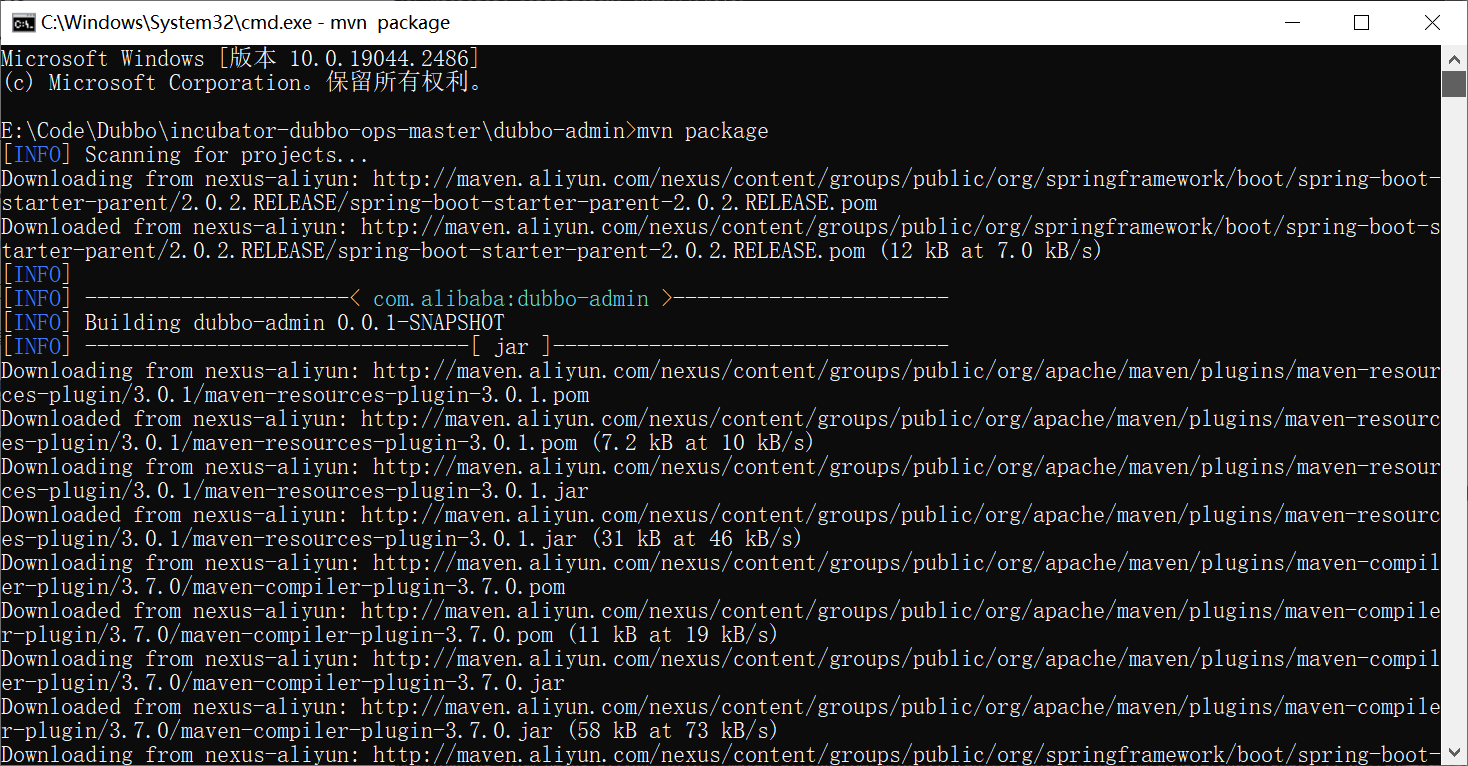 C:\Windows\System32\cmd.exe - mvn  package
Microsoft Windows [版本 10.0.19044.2486]
(c) Microsoft Corporation。保留所有权利。
E:\Code\Dubbo\incubator-dubbo-ops-master\dubbo-admin>mvn package
[INFO] Scanning for projects...
Downloading from nexus-aliyun: http://maven.aliyun.com/nexus/content/groups/public/org/springframework/boot/spring-boot-
starter-parent/2.0.2.RELEASE/spring-boot-starter-parent-2.0.2.RELEASE.pom
Downloaded from nexus-aliyun: http://maven.aliyun.com/nexus/content/groups/public/org/springframework/boot/spring-boot-s
tarter-parent/2.0.2.RELEASE/spring-boot-starter-parent-2.0.2.RELEASE.pom (12 kB at 7.0 kB/s)
[INFO]
[INFO] ----------------------< com.alibaba:dubbo-admin >-----------------------
[INFO] Building dubbo-admin 0.0.1-SNAPSHOT
[INFO] --------------------------------[ jar ]---------------------------------
Downloading from nexus-aliyun: http://maven.aliyun.com/nexus/content/groups/public/org/apache/maven/plugins/maven-resour
ces-plugin/3.0.1/maven-resources-plugin-3.0.1.pom
Downloaded from nexus-aliyun: http://maven.aliyun.com/nexus/content/groups/public/org/apache/maven/plugins/maven-resourc
es-plugin/3.0.1/maven-resources-plugin-3.0.1.pom (7.2 kB at 10 kB/s)
Downloading from nexus-aliyun: http://maven.aliyun.com/nexus/content/groups/public/org/apache/maven/plugins/maven-resour
ces-plugin/3.0.1/maven-resources-plugin-3.0.1.jar
Downloaded from nexus-aliyun: http://maven.aliyun.com/nexus/content/groups/public/org/apache/maven/plugins/maven-resourc
es-plugin/3.0.1/maven-resources-plugin-3.0.1.jar (31 kB at 46 kB/s)
Downloading from nexus-aliyun: http://maven.aliyun.com/nexus/content/groups/public/org/apache/maven/plugins/maven-compil
er-plugin/3.7.0/maven-compiler-plugin-3.7.0.pom
Downloaded from nexus-aliyun: http://maven.aliyun.com/nexus/content/groups/public/org/apache/maven/plugins/maven-compile
r-plugin/3.7.0/maven-compiler-plugin-3.7.0.pom (11 kB at 19 kB/s)
Downloading from nexus-aliyun: http://maven.aliyun.com/nexus/content/groups/public/org/apache/maven/plugins/maven-compil
er-plugin/3.7.0/maven-compiler-plugin-3.7.0.jar
Downloaded from nexus-aliyun: http://maven.aliyun.com/nexus/content/groups/public/org/apache/maven/plugins/maven-compile
r-plugin/3.7.0/maven-compiler-plugin-3.7.0.jar (58 kB at 73 kB/s)
Downloading from nexus-aliyun: http://maven.aliyun.com/nexus/content/groups/public/org/springframework/boot/spring-boot-